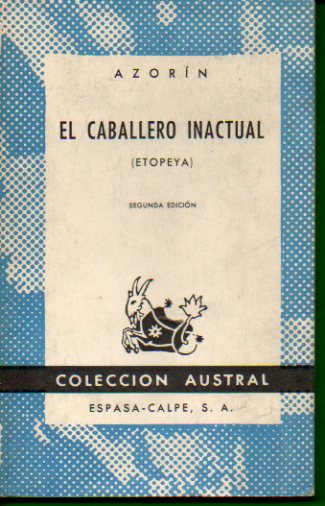 AZORÍN
EL CABALLERO INACTUAL
(ETOPEYA)
SEGUNDA EDICIÓN
COLECCION AUSTRAL
ESPASA-CALPE, S. A.